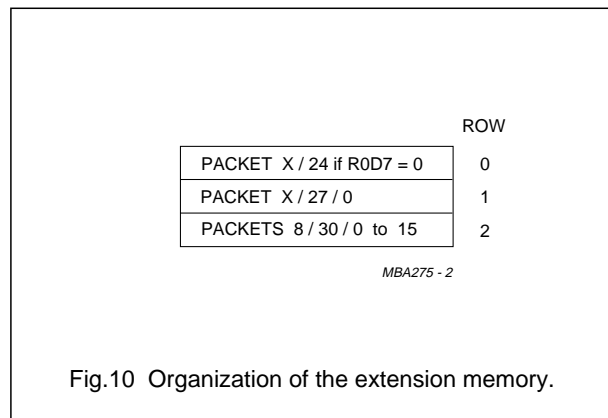 ROW
PACKET X / 24 if R0D7 = 0 0
PACKET X / 27 / 0 1
PACKETS 8 / 30 / 0 to 15 2
MBA275 - 2
Fig.10 Organization of the extension memory.